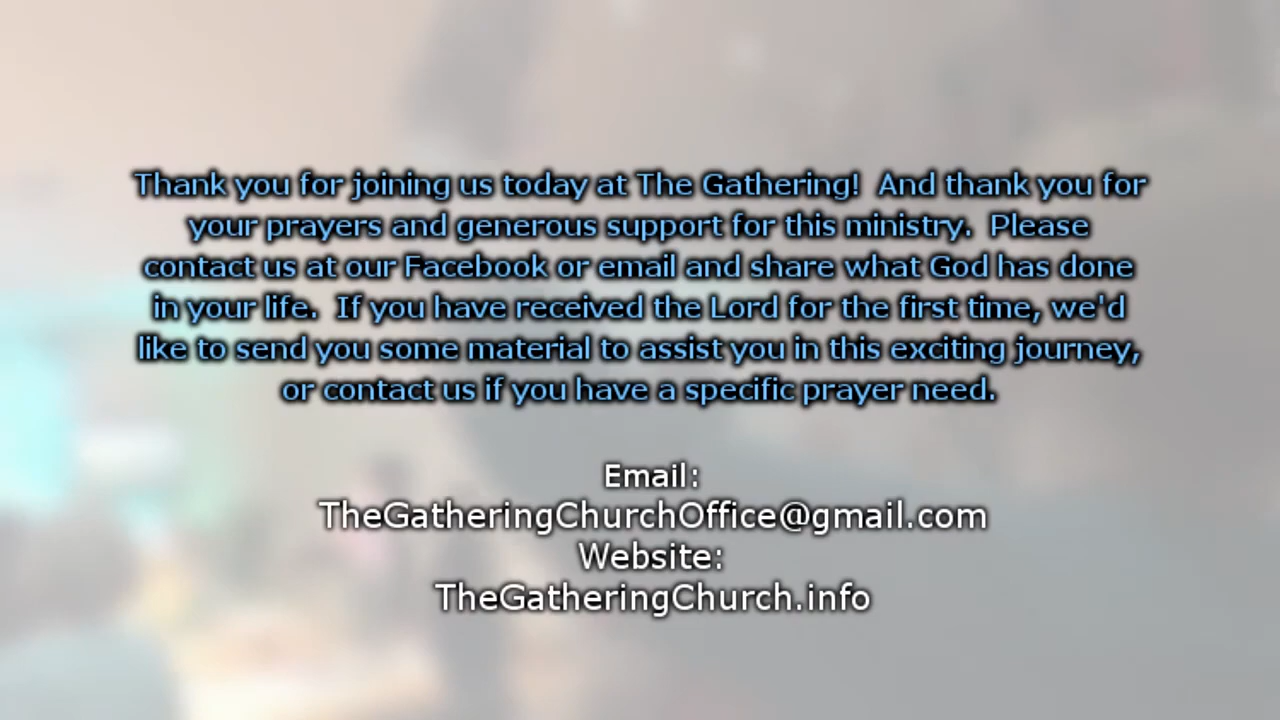 Thank you for joining us today at The Gathering!  And thank you for
your prayers and generous support for this ministry.  Please
contact us at our Facebook or email and share what God has done
in your life.  If you have received the Lord for the first time, we'd
like to send you some material to assist you in this exciting journey,
or contact us if you have a specific prayer need.
Email:
TheGatheringChurchOffice@gmail.com
Website:
TheGatheringChurch.info